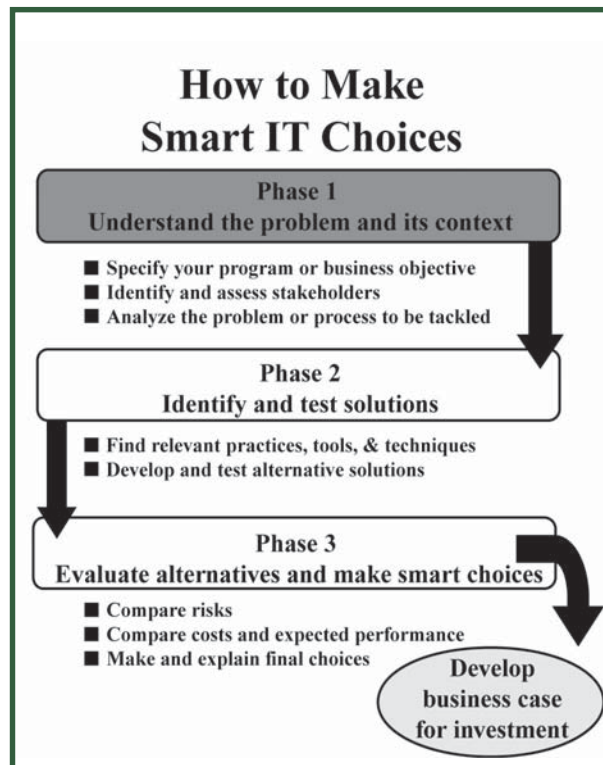 How to Make
Smart IT Choices
Phase 1
Understand the problem and its context
■ Specify your program or business objective
■ Identify and assess stakeholders
■ Analyze the problem or process to be tackled
Phase 2
Identify and test solutions
■ Find relevant practices, tools, & techniques
■ Develop and test alternative solutions
Phase 3
Evaluate alternatives and make smart choices
■ Compare risks
■ Compare costs and expected performance
■ Make and explain final choices
Develop
business case
for investment